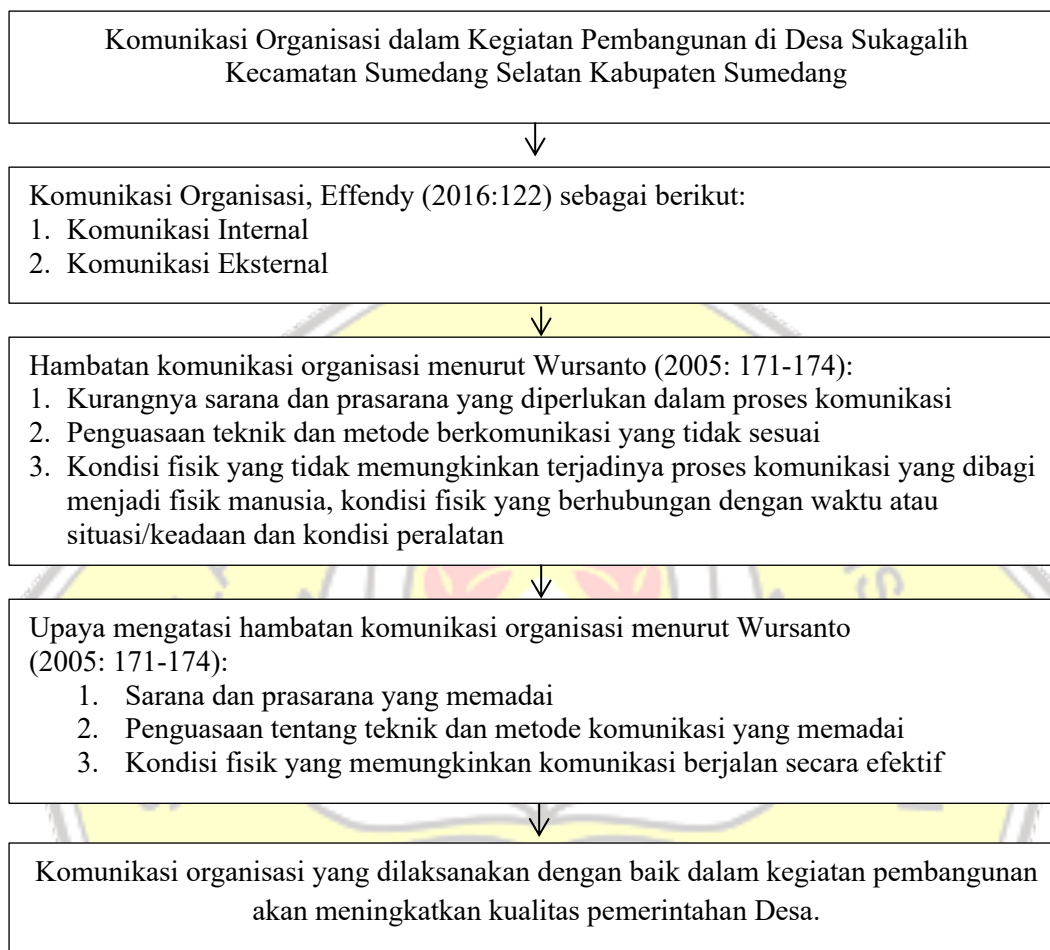 Komunikasi Organisasi dalam Kegiatan Pembangunan di Desa Sukagalih
Kecamatan Sumedang Selatan Kabupaten Sumedang
Komunikasi Organisasi, Effendy (2016:122) sebagai berikut:
1. Komunikasi Internal
2. Komunikasi Eksternal
Hambatan komunikasi organisasi menurut Wursanto (2005: 171-174):
1. Kurangnya sarana dan prasarana yang diperlukan dalam proses komunikasi
2. Penguasaan teknik dan metode berkomunikasi yang tidak sesuai
3. Kondisi fisik yang tidak memungkinkan terjadinya proses komunikasi yang dibagi
menjadi fisik manusia, kondisi fisik yang berhubungan dengan waktu atau
situasi/keadaan dan kondisi peralatan
Upaya mengatasi hambatan komunikasi organisasi menurut Wursanto
(2005: 171-174):
1. Sarana dan prasarana yang memadai
2. Penguasaan tentang teknik dan metode komunikasi yang memadai
3. Kondisi fisik yang memungkinkan komunikasi berjalan secara efektif
Komunikasi organisasi yang dilaksanakan dengan baik dalam kegiatan pembangunan
akan meningkatkan kualitas pemerintahan Desa.